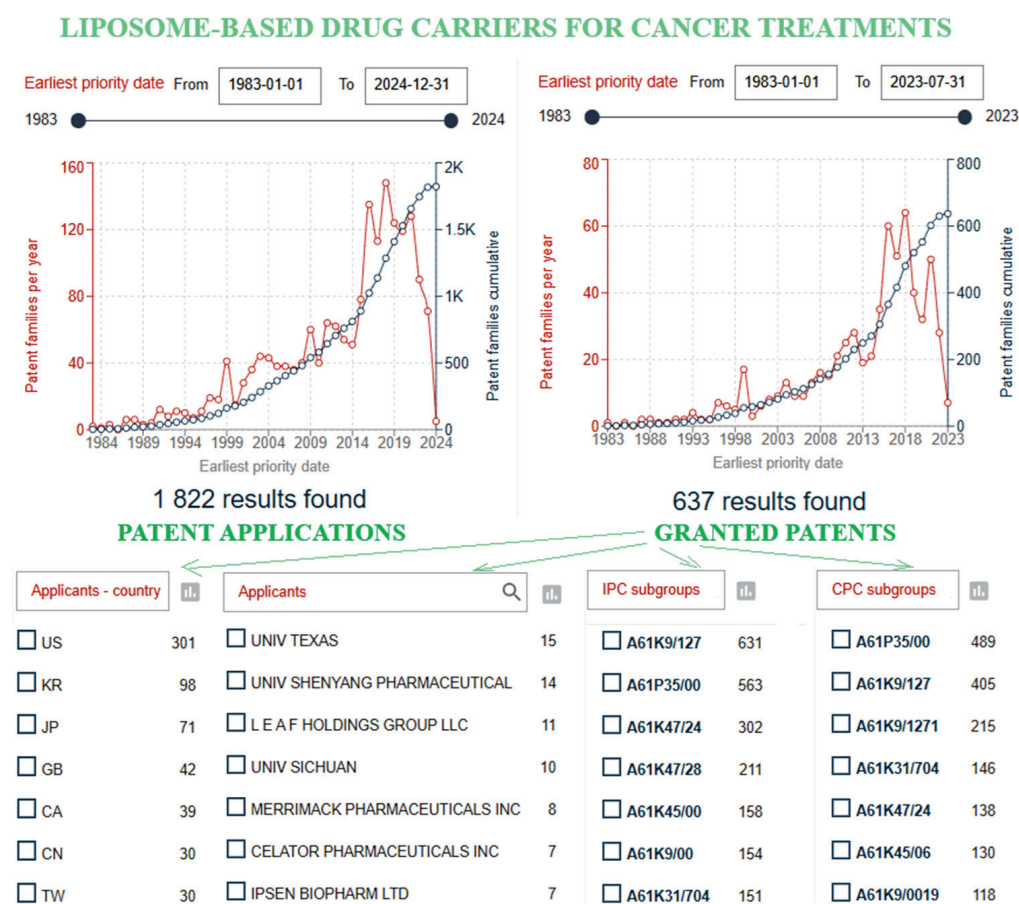 LIPOSOME-BASED DRUG CARRIERS FOR CANCER TREATMENTS
Earliest priority date From 1983-01-01 To 2024-12-31
1983 2024
160 2K
120 1.5K
80 1K
40 500
0 0
1984 1989 1994 1999 2004 2009 2014 2019 2024
Patent families per year
Patent families cumulative
Earliest priority date
1 822 results found
PATENT APPLICATIONS
Earliest priority date From 1983-01-01 To 2023-07-31
1983 2023
80 800
60 600
40 400
20 200
0 0
1983 1988 1993 1998 2003 2008 2013 2018 2023
Patent families per year
Patent families cumulative
Earliest priority date
637 results found
GRANTED PATENTS
Applicants - country
US 301
KR 98
JP 71
GB 42
CA 39
CN 30
TW 30
Applicants
UNIV TEXAS 15
UNIV SHENYANG PHARMACEUTICAL 14
L E A F HOLDINGS GROUP LLC 11
UNIV SICHUAN 10
MERRIMACK PHARMACEUTICALS INC 8
CELATOR PHARMACEUTICALS INC 7
IPSEN BIOPHARM LTD 7
IPC subgroups
A61K9/127 631
A61P35/00 563
A61K47/24 302
A61K47/28 211
A61K45/00 158
A61K9/00 154
A61K31/704 151
CPC subgroups
A61P35/00 489
A61K9/127 405
A61K9/1271 215
A61K31/704 146
A61K47/24 138
A61K45/06 130
A61K9/0019 118